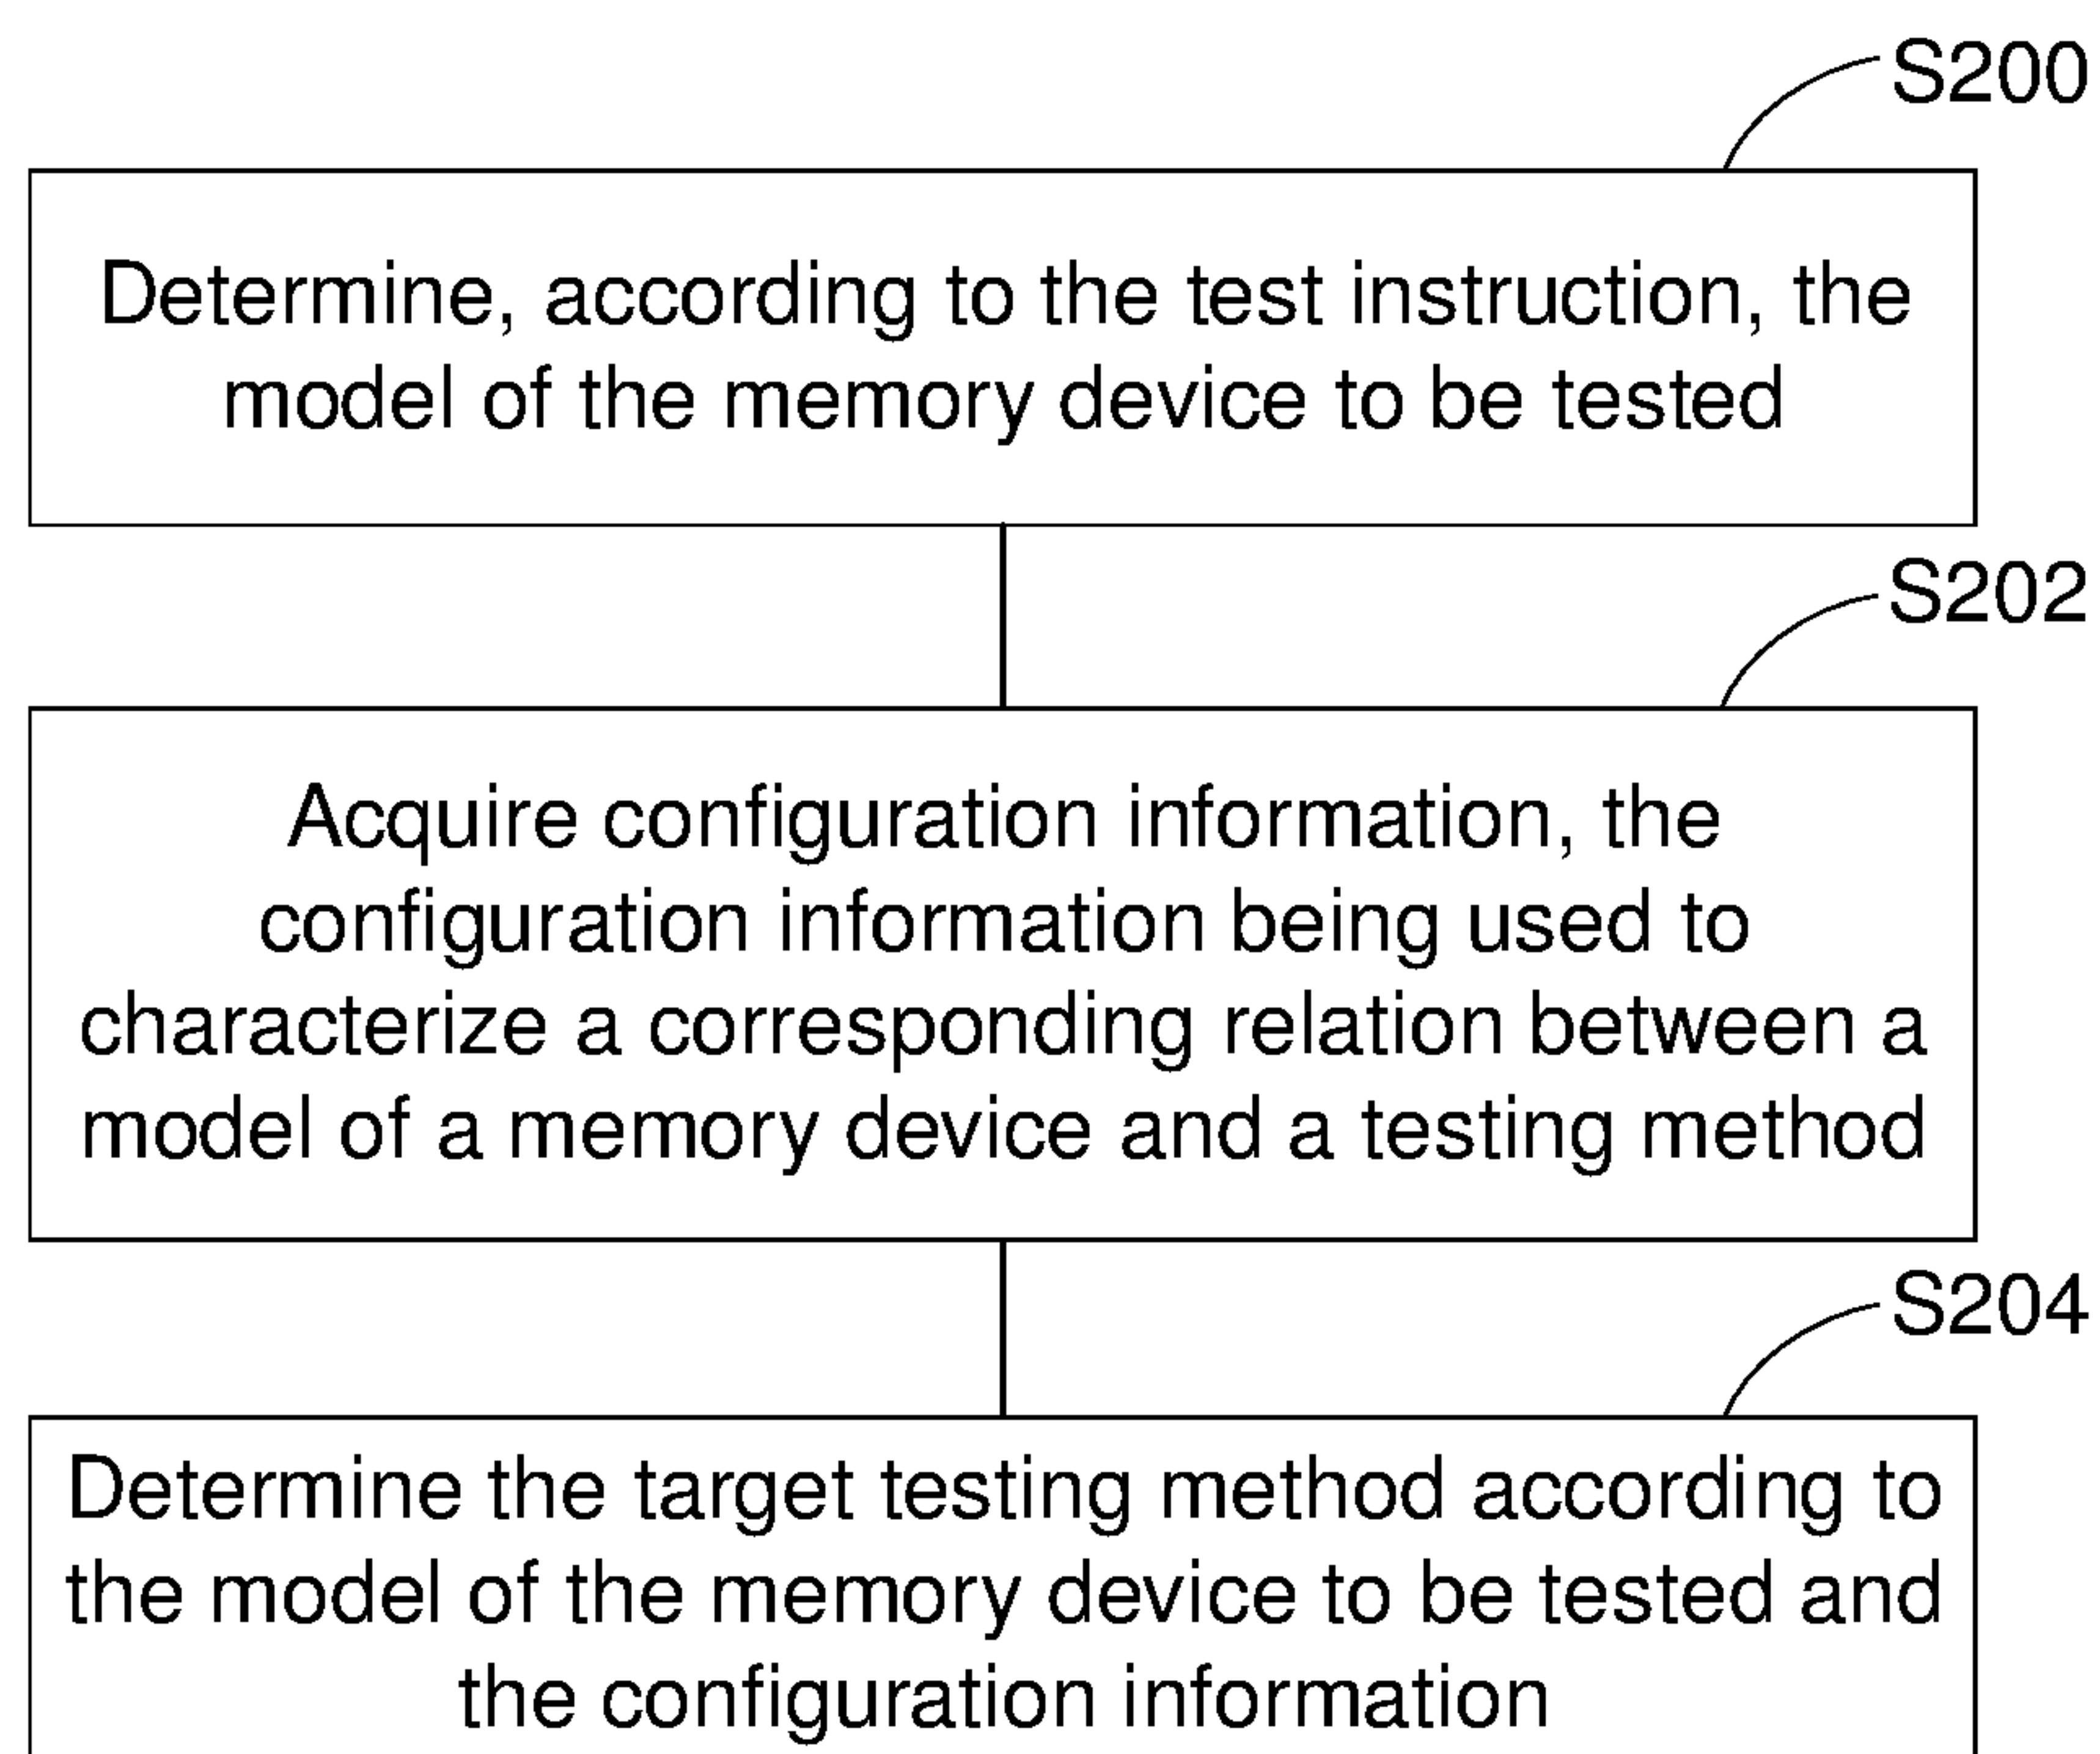 S200
Determine, according to the test instruction, the
model of the memory device to be tested
S202
Acquire configuration information, the
configuration information being used to
characterize a corresponding relation between a
model of a memory device and a testing method
S204
Determine the target testing method according to
the model of the memory device to be tested and
the configuration information